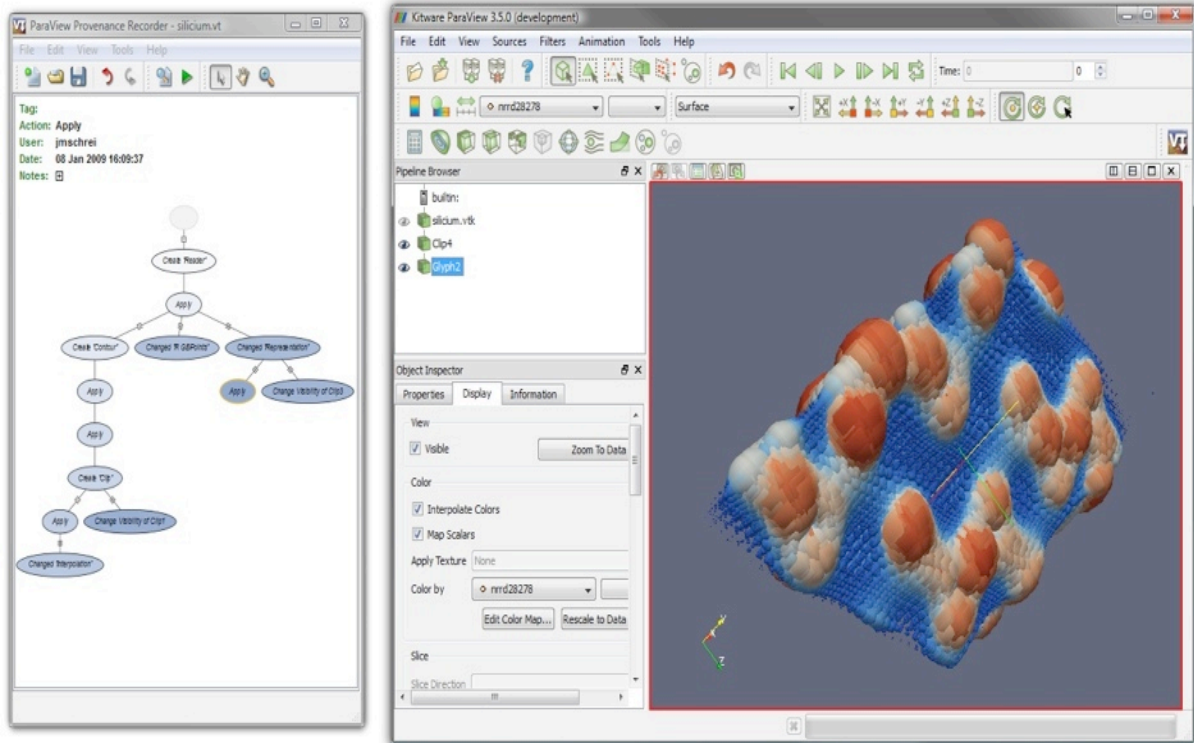 VT ParaView Provenance Recorder - silicium.vt
File Edit View Tools Help
Tag:
Action: Apply
User: jmschrei
Date: 08 Jan 2009 16:09:37
Notes:
Create "Reader"
Apply
Create "Contour" Changed "R GBPoints" Changed "Representation"
Apply Apply Change Visibility of Clip3
Apply
Create "Clip"
Apply Change Visibility of Clip1
Changed "Interpolation"
Kitware ParaView 3.5.0 (development)
File Edit View Sources Filters Animation Tools Help
Time: 0 0
nrrd28278 Surface
+X -X +Y -Y +Z -Z
VT
Pipeline Browser
builtin:
silicium.vtk
Clip4
Glyph2
Object Inspector
Properties Display Information
View
Visible Zoom To Data
Color
Interpolate Colors
Map Scalars
Apply Texture None
Color by nrrd28278
Edit Color Map... Rescale to Data
Slice
Slice Direction
Y
X
Z